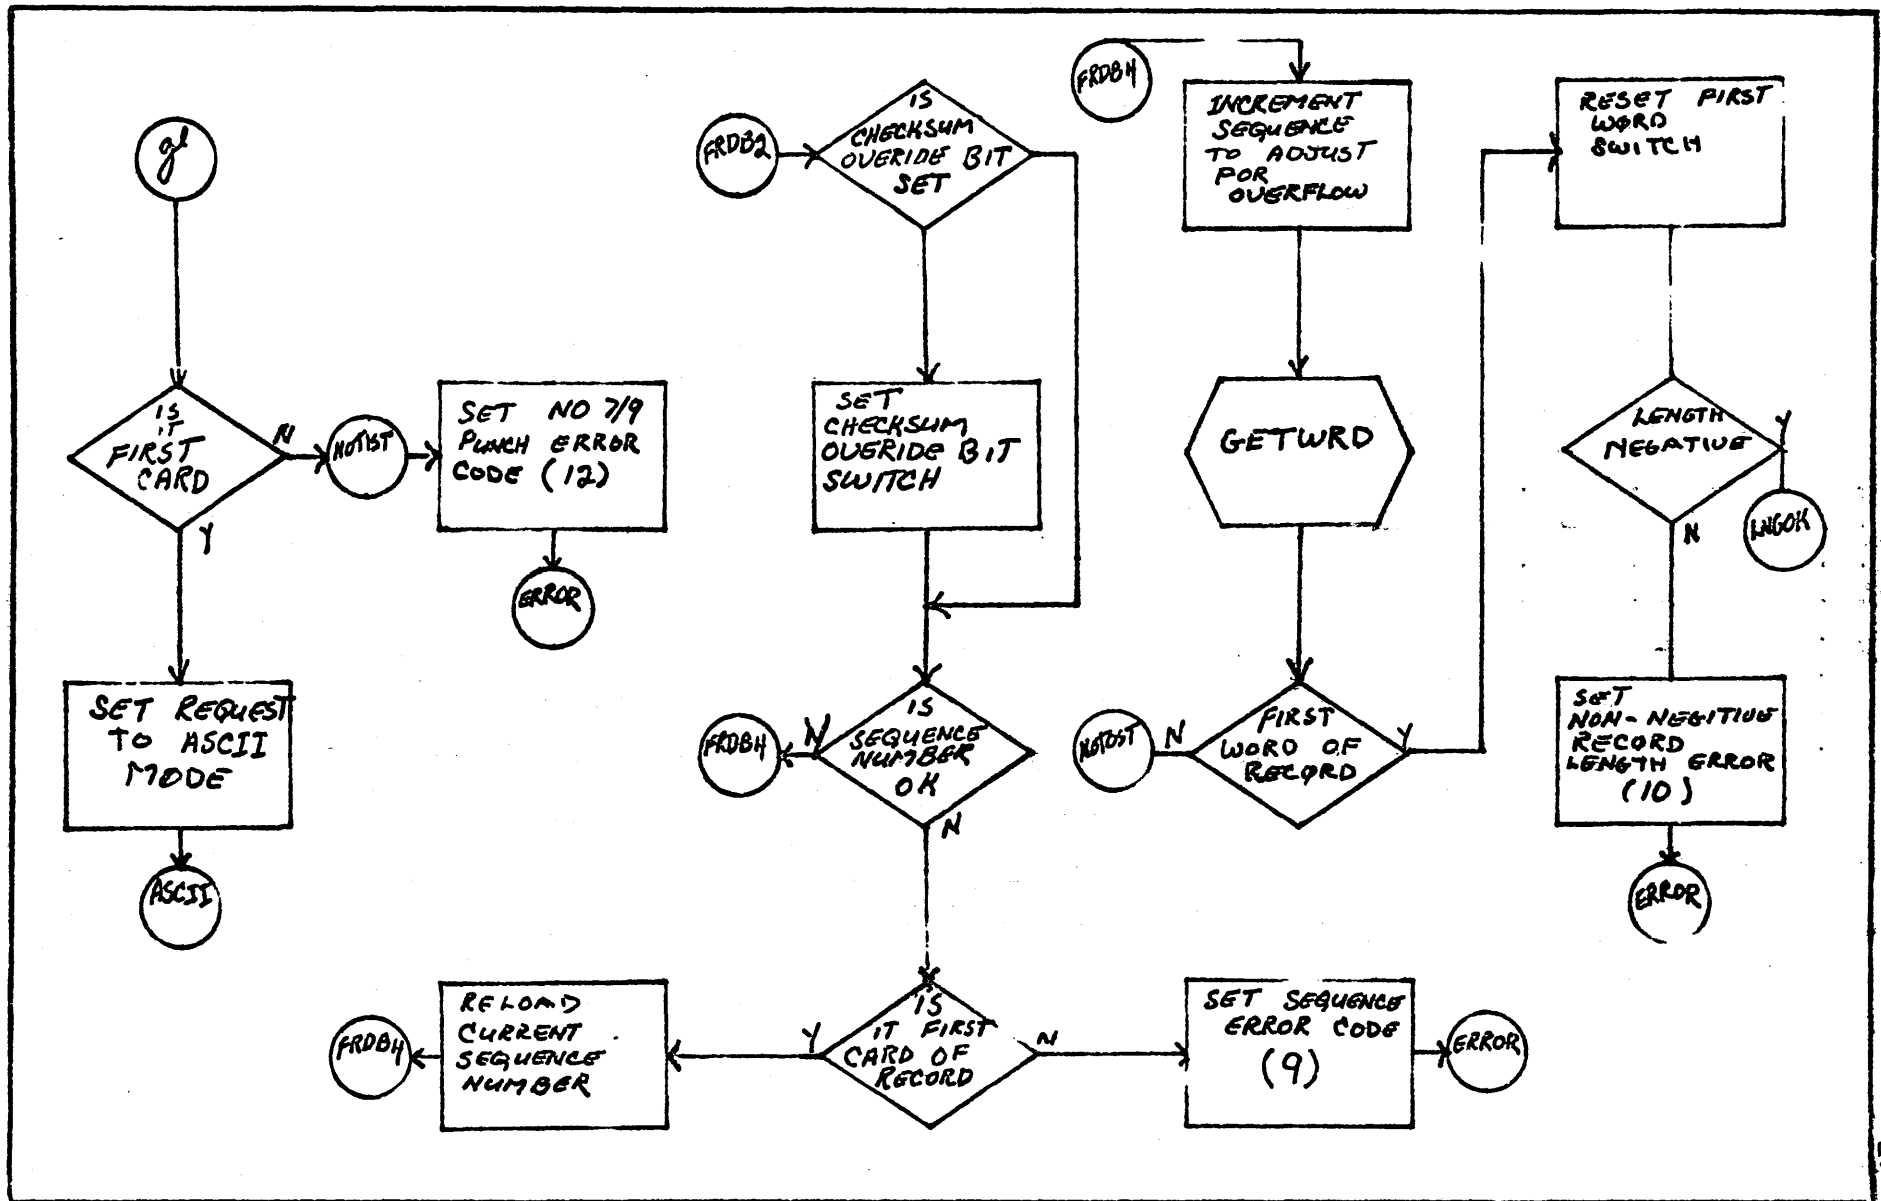 IS
IT
FIRST
CARD
N
Y
NOT1ST
SET NO 7/9
PUNCH ERROR
CODE (12)
ERROR
SET REQUEST
TO ASCII
MODE
ASCII
FRDB2
IS
CHECKSUM
OVERIDE BIT
SET
SET
CHECKSUM
OVERIDE BIT
SWITCH
IS
SEQUENCE
NUMBER
OK
N
FRDB4
N
IS
IT FIRST
CARD OF
RECORD
Y
RELOAD
CURRENT
SEQUENCE
NUMBER
FRDB4
N
SET SEQUENCE
ERROR CODE
(9)
ERROR
FRDB4
INCREMENT
SEQUENCE
TO ADJUST
FOR
OVERFLOW
GETWRD
FIRST
WORD OF
RECORD
N
Y
RESET FIRST
WORD
SWITCH
LENGTH
NEGATIVE
Y
LNGOK
N
SET
NON-NEGITIVE
RECORD
LENGTH ERROR
(10)
ERROR